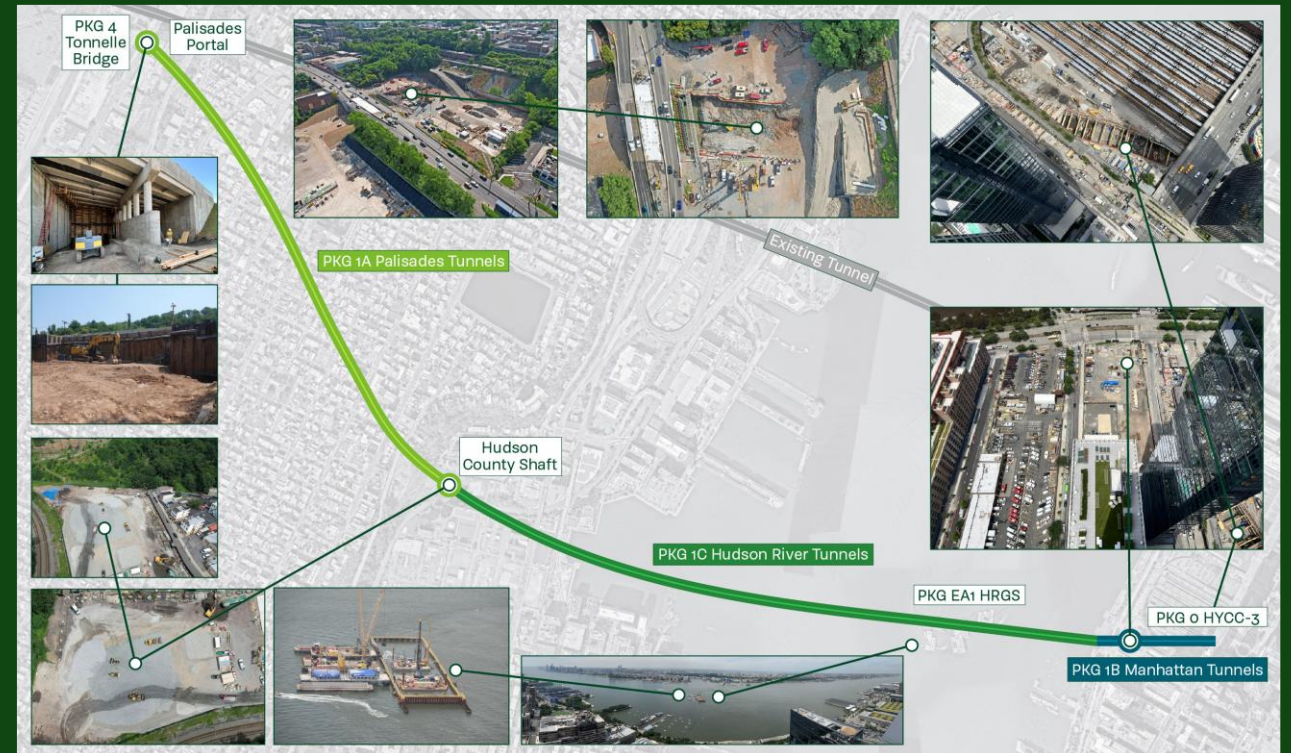 PKG 4
Tonnelle
Bridge
Palisades
Portal
PKG 1A Palisades Tunnels
Existing Tunnel
Hudson
County Shaft
PKG 1C Hudson River Tunnels
PKG EA1 HRGS
PKG 0 HYCC-3
PKG 1B Manhattan Tunnels